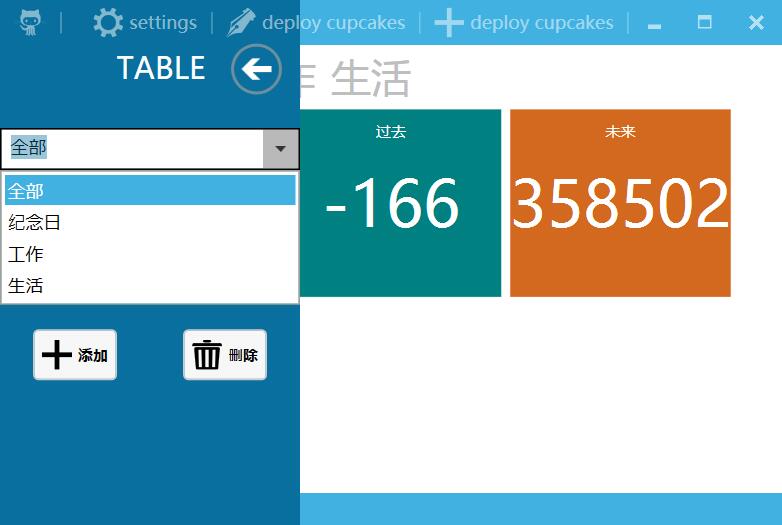 settings
deploy cupcakes
deploy cupcakes
TABLE
生活
全部
全部
纪念日
工作
生活
添加
删除
过去
-166
未来
358502